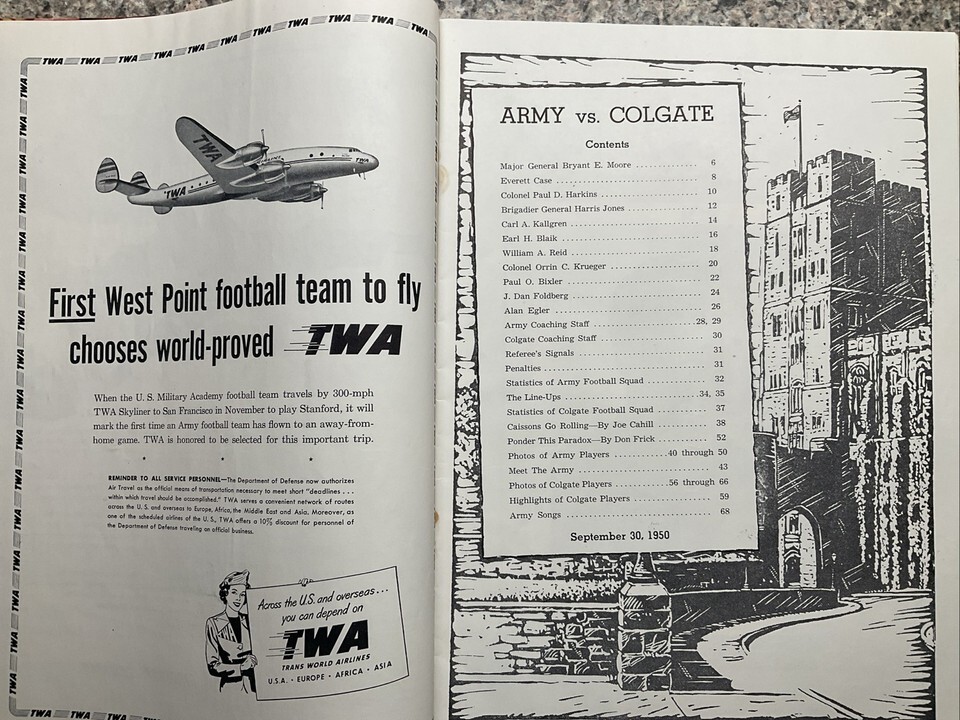 TWA TWA TWA TWA TWA TWA TWA TWA TWA TWA
TWA
TWA
TWA
First West Point football team to fly
chooses world-proved TWA
When the U. S. Military Academy football team travels by 300-mph
TWA Skyliner to San Francisco in November to play Stanford, it will
mark the first time an Army football team has flown to an away-from-
home game. TWA is honored to be selected for this important trip.
REMINDER TO ALL SERVICE PERSONNEL—The Department of Defense now authorizes
Air Travel as the official means of transportation necessary to meet short "deadlines . . .
within which travel should be accomplished." TWA serves a convenient network of routes
across the U. S. and overseas to Europe, Africa, the Middle East and Asia. Moreover, as
one of the scheduled airlines of the U. S., TWA offers a 10% discount for personnel of
the Department of Defense traveling on official business.
Across the U.S. and overseas...
you can depend on
TWA
TRANS WORLD AIRLINES
U.S.A. · EUROPE · AFRICA · ASIA
ARMY vs. COLGATE
Contents
Major General Bryant E. Moore . . . . . . . . . . . . . . 6
Everett Case . . . . . . . . . . . . . . 8
Colonel Paul D. Harkins . . . . . . . . . . . . . . 10
Brigadier General Harris Jones . . . . . . . . . . . . . . 12
Carl A. Kallgren . . . . . . . . . . . . . . 14
Earl H. Blaik . . . . . . . . . . . . . . 16
William A. Reid . . . . . . . . . . . . . . 18
Colonel Orrin C. Krueger . . . . . . . . . . . . . . 20
Paul O. Bixler . . . . . . . . . . . . . . 22
J. Dan Foldberg . . . . . . . . . . . . . . 24
Alan Egler . . . . . . . . . . . . . . 26
Army Coaching Staff . . . . . . . . . . . . . . 28, 29
Colgate Coaching Staff . . . . . . . . . . . . . . 30
Referee's Signals . . . . . . . . . . . . . . 31
Penalties . . . . . . . . . . . . . . 31
Statistics of Army Football Squad . . . . . . . . . . . . . . 32
The Line-Ups . . . . . . . . . . . . . . 34, 35
Statistics of Colgate Football Squad . . . . . . . . . . . . . . 37
Caissons Go Rolling—By Joe Cahill . . . . . . . . . . . . . . 38
Ponder This Paradox—By Don Frick . . . . . . . . . . . . . . 52
Photos of Army Players . . . . . . . . . . . . . . 40 through 50
Meet The Army . . . . . . . . . . . . . . 43
Photos of Colgate Players . . . . . . . . . . . . . . 56 through 66
Highlights of Colgate Players . . . . . . . . . . . . . . 59
Army Songs . . . . . . . . . . . . . . 68
September 30, 1950